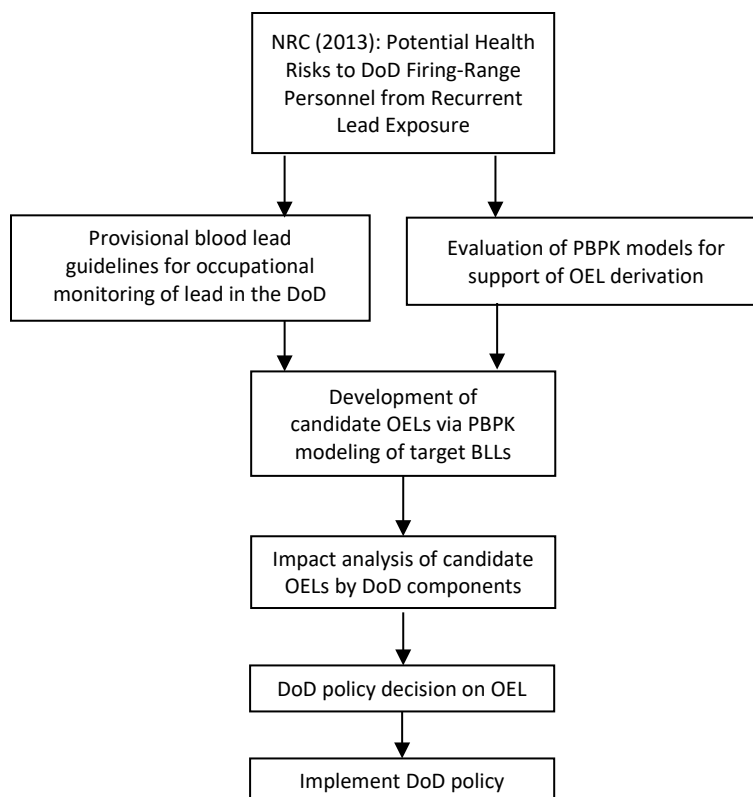 NRC (2013): Potential Health
Risks to DoD Firing-Range
Personnel from Recurrent
Lead Exposure
Provisional blood lead
guidelines for occupational
monitoring of lead in the DoD
Evaluation of PBPK models for
support of OEL derivation
Development of
candidate OELs via PBPK
modeling of target BLLs
Impact analysis of candidate
OELs by DoD components
DoD policy decision on OEL
Implement DoD policy